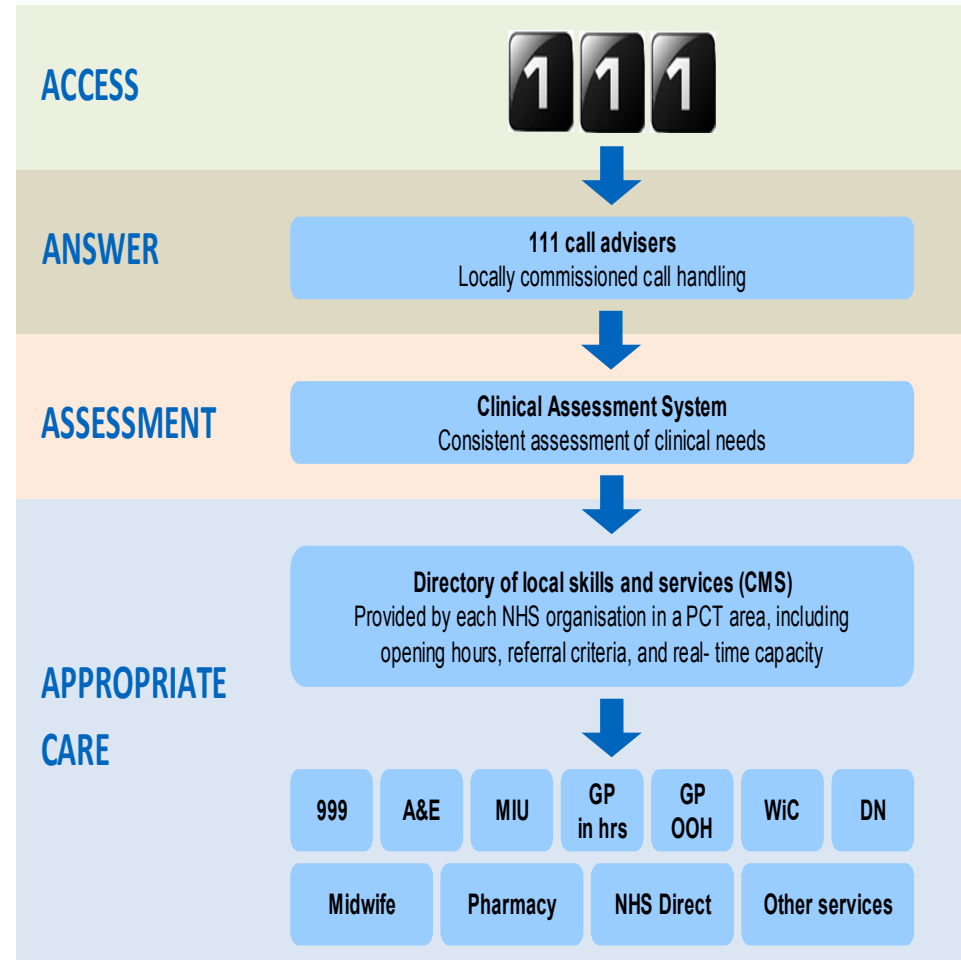 ACCESS
1 1 1
ANSWER
111 call advisers
Locally commissioned call handling
ASSESSMENT
Clinical Assessment System
Consistent assessment of clinical needs
APPROPRIATE
CARE
Directory of local skills and services (CMS)
Provided by each NHS organisation in a PCT area, including
opening hours, referral criteria, and real- time capacity
999
A&E
MIU
GP
in hrs
GP
OOH
WiC
DN
Midwife
Pharmacy
NHS Direct
Other services